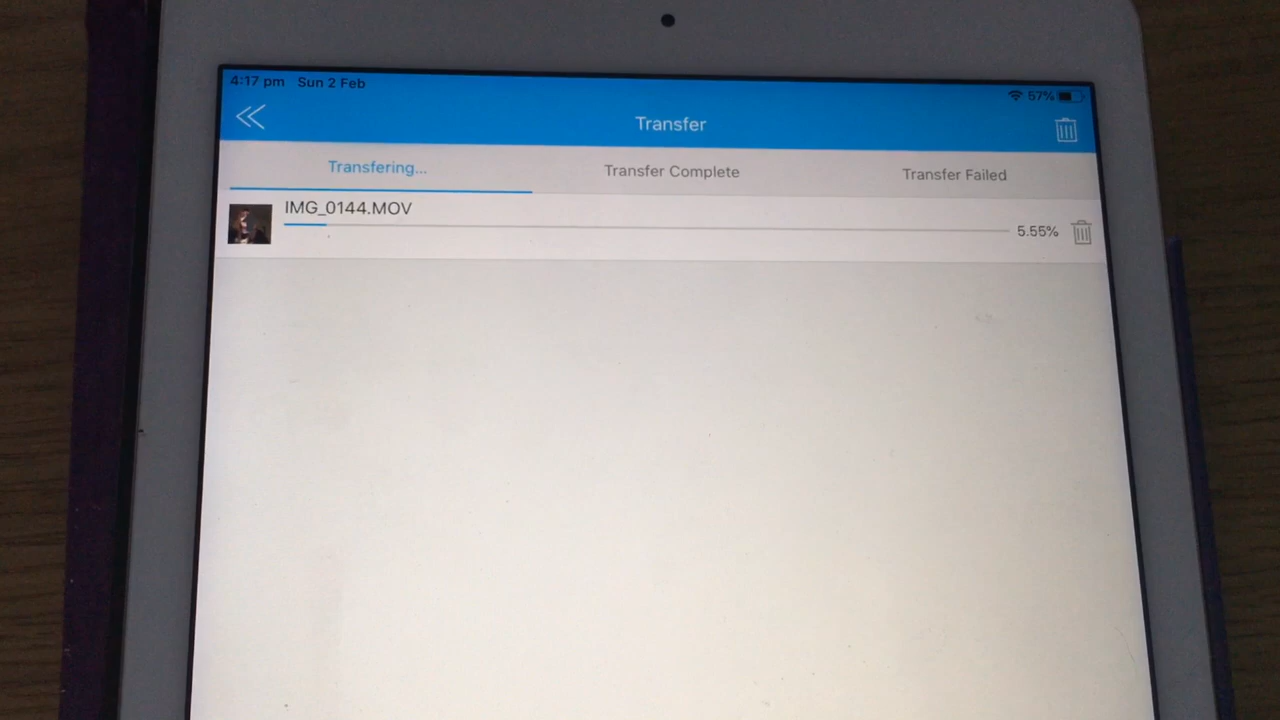 4:17 pm Sun 2 Feb
57%
Transfer
Transfering...
Transfer Complete
Transfer Failed
IMG_0144.MOV
5.55%